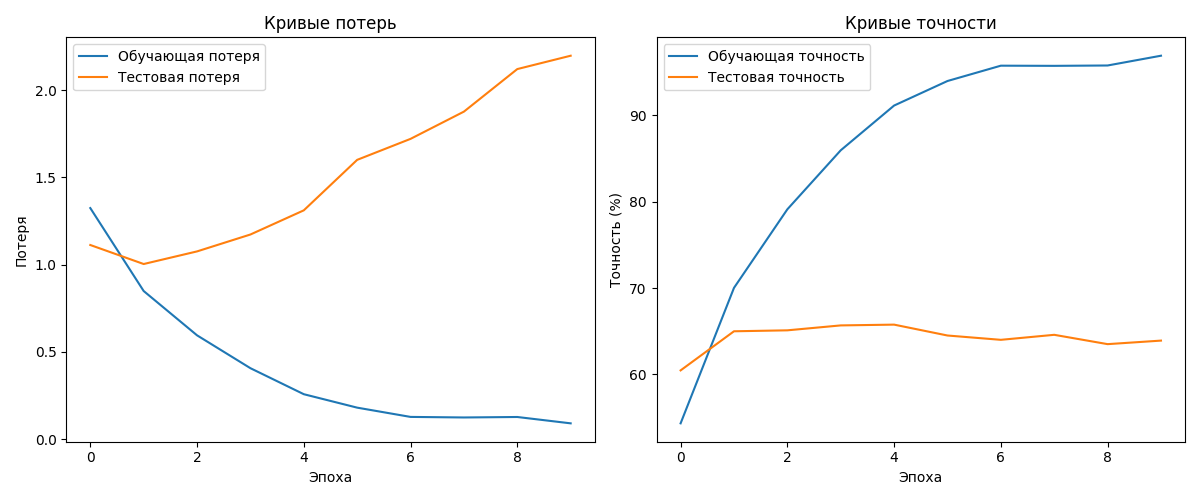 Кривые потерь
Обучающая потеря
Тестовая потеря
Потеря
2.0
1.5
1.0
0.5
0.0
0 2 4 6 8
Эпоха
Кривые точности
Обучающая точность
Тестовая точность
Точность (%)
90
80
70
60
0 2 4 6 8
Эпоха